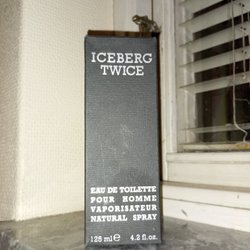 ICEBERG
TWICE
EAU DE TOILETTE
POUR HOMME
VAPORISATEUR
NATURAL SPRAY
125 ml ℮ 4.2 fl.oz.